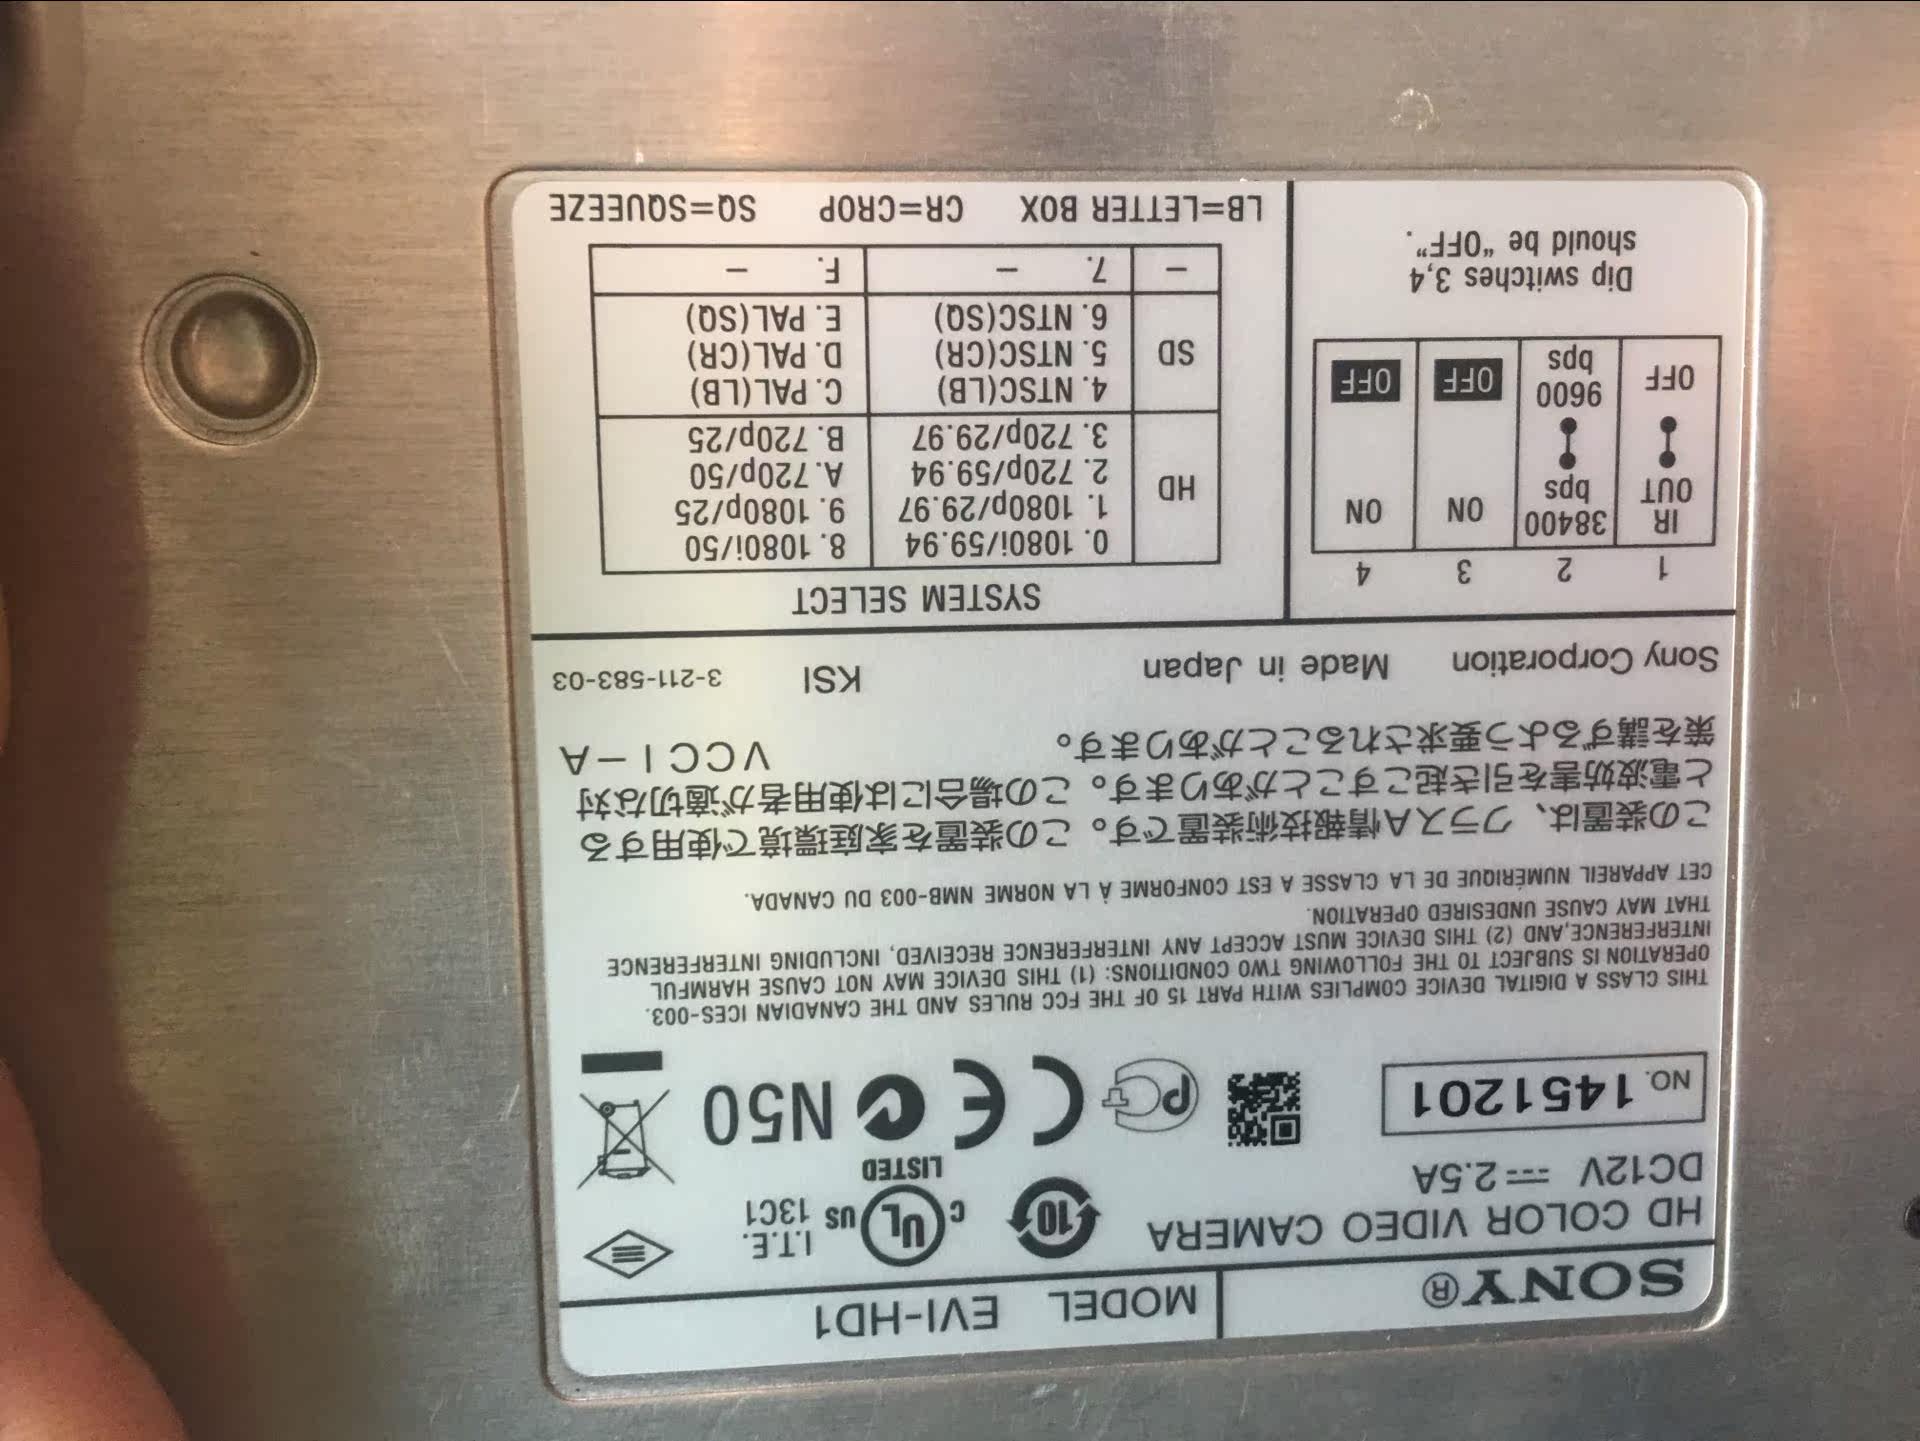 SONY®
MODEL EVI-HD1
HD COLOR VIDEO CAMERA
DC12V ⎓ 2.5A
10
C UL US
LISTED
I.T.E.
13C1
NO. 1451201
PCT
CE
N50
THIS CLASS A DIGITAL DEVICE COMPLIES WITH PART 15 OF THE FCC RULES AND THE CANADIAN ICES-003.
OPERATION IS SUBJECT TO THE FOLLOWING TWO CONDITIONS: (1) THIS DEVICE MAY NOT CAUSE HARMFUL
INTERFERENCE,AND (2) THIS DEVICE MUST ACCEPT ANY INTERFERENCE RECEIVED, INCLUDING INTERFERENCE
THAT MAY CAUSE UNDESIRED OPERATION.
CET APPAREIL NUMÉRIQUE DE LA CLASSE A EST CONFORME À LA NORME NMB-003 DU CANADA.
この装置は、クラスA情報技術装置です。この装置を家庭環境で使用する
と電波妨害を引き起こすことがあります。この場合には使用者が適切な対
策を講ずるよう要求されることがあります。 VCCI-A
Sony Corporation Made in Japan KSI 3-211-583-03
1 2 3 4
IR OUT 38400 bps ON ON
OFF 9600 bps OFF OFF
Dip switches 3,4
should be "OFF".
SYSTEM SELECT
HD
0. 1080i/59.94 8. 1080i/50
1. 1080p/29.97 9. 1080p/25
2. 720p/59.94 A. 720p/50
3. 720p/29.97 B. 720p/25
SD
4. NTSC(LB) C. PAL(LB)
5. NTSC(CR) D. PAL(CR)
6. NTSC(SQ) E. PAL(SQ)
– 7. – F. –
LB=LETTER BOX CR=CROP SQ=SQUEEZE